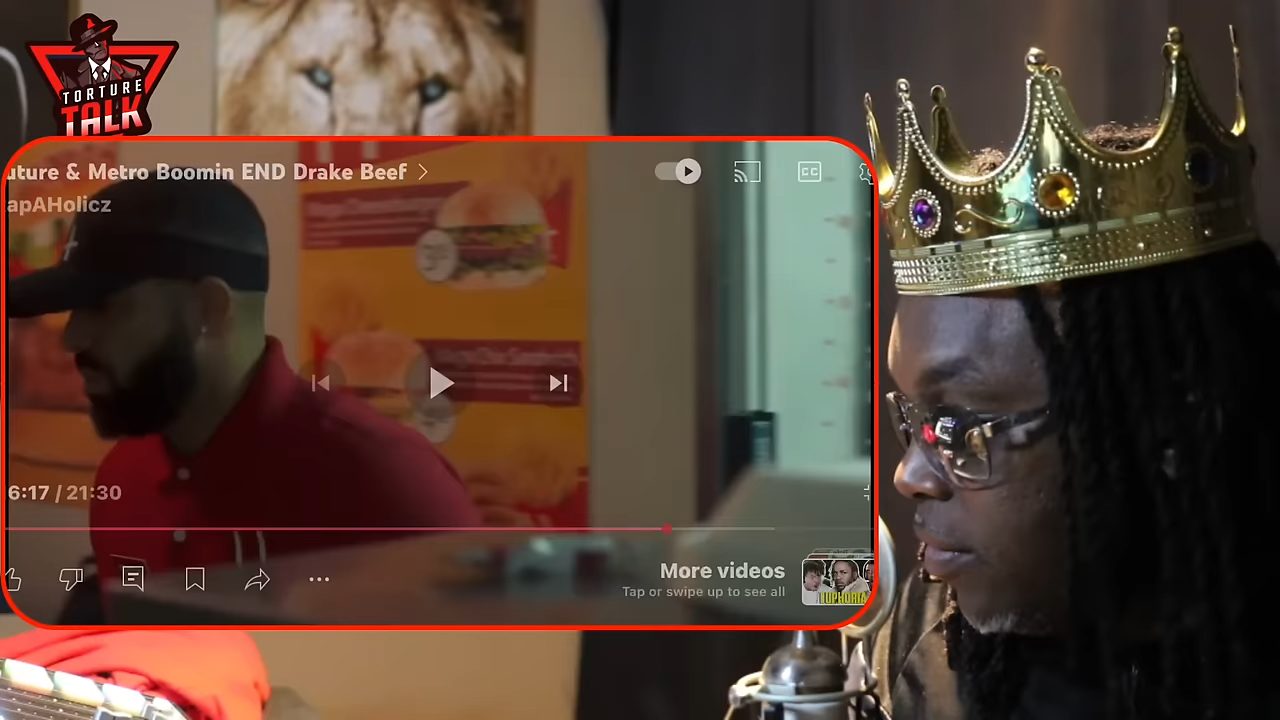 TORTURE
TALK
uture & Metro Boomin END Drake Beef
CC
apAHolicz
6:17 / 21:30
More videos
Tap or swipe up to see all
EUPHORIA